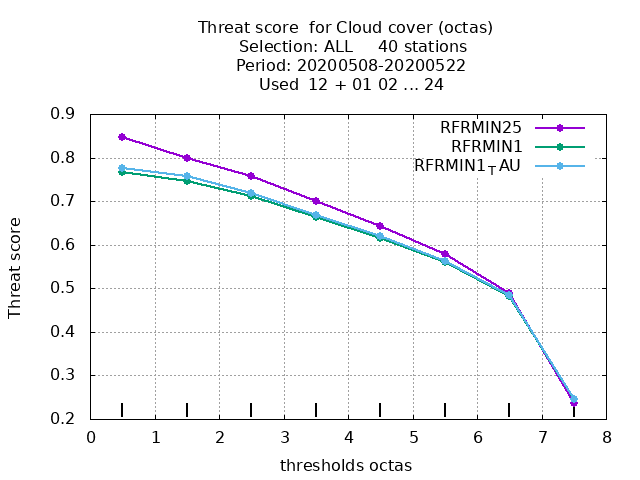 Threat score  for Cloud cover (octas)
Selection: ALL     40 stations
Period: 20200508-20200522
Used  12 + 01 02 ... 24
RFRMIN25
RFRMIN1
RFRMIN1TAU
Threat score
0.9
0.8
0.7
0.6
0.5
0.4
0.3
0.2
0 1 2 3 4 5 6 7 8
thresholds octas